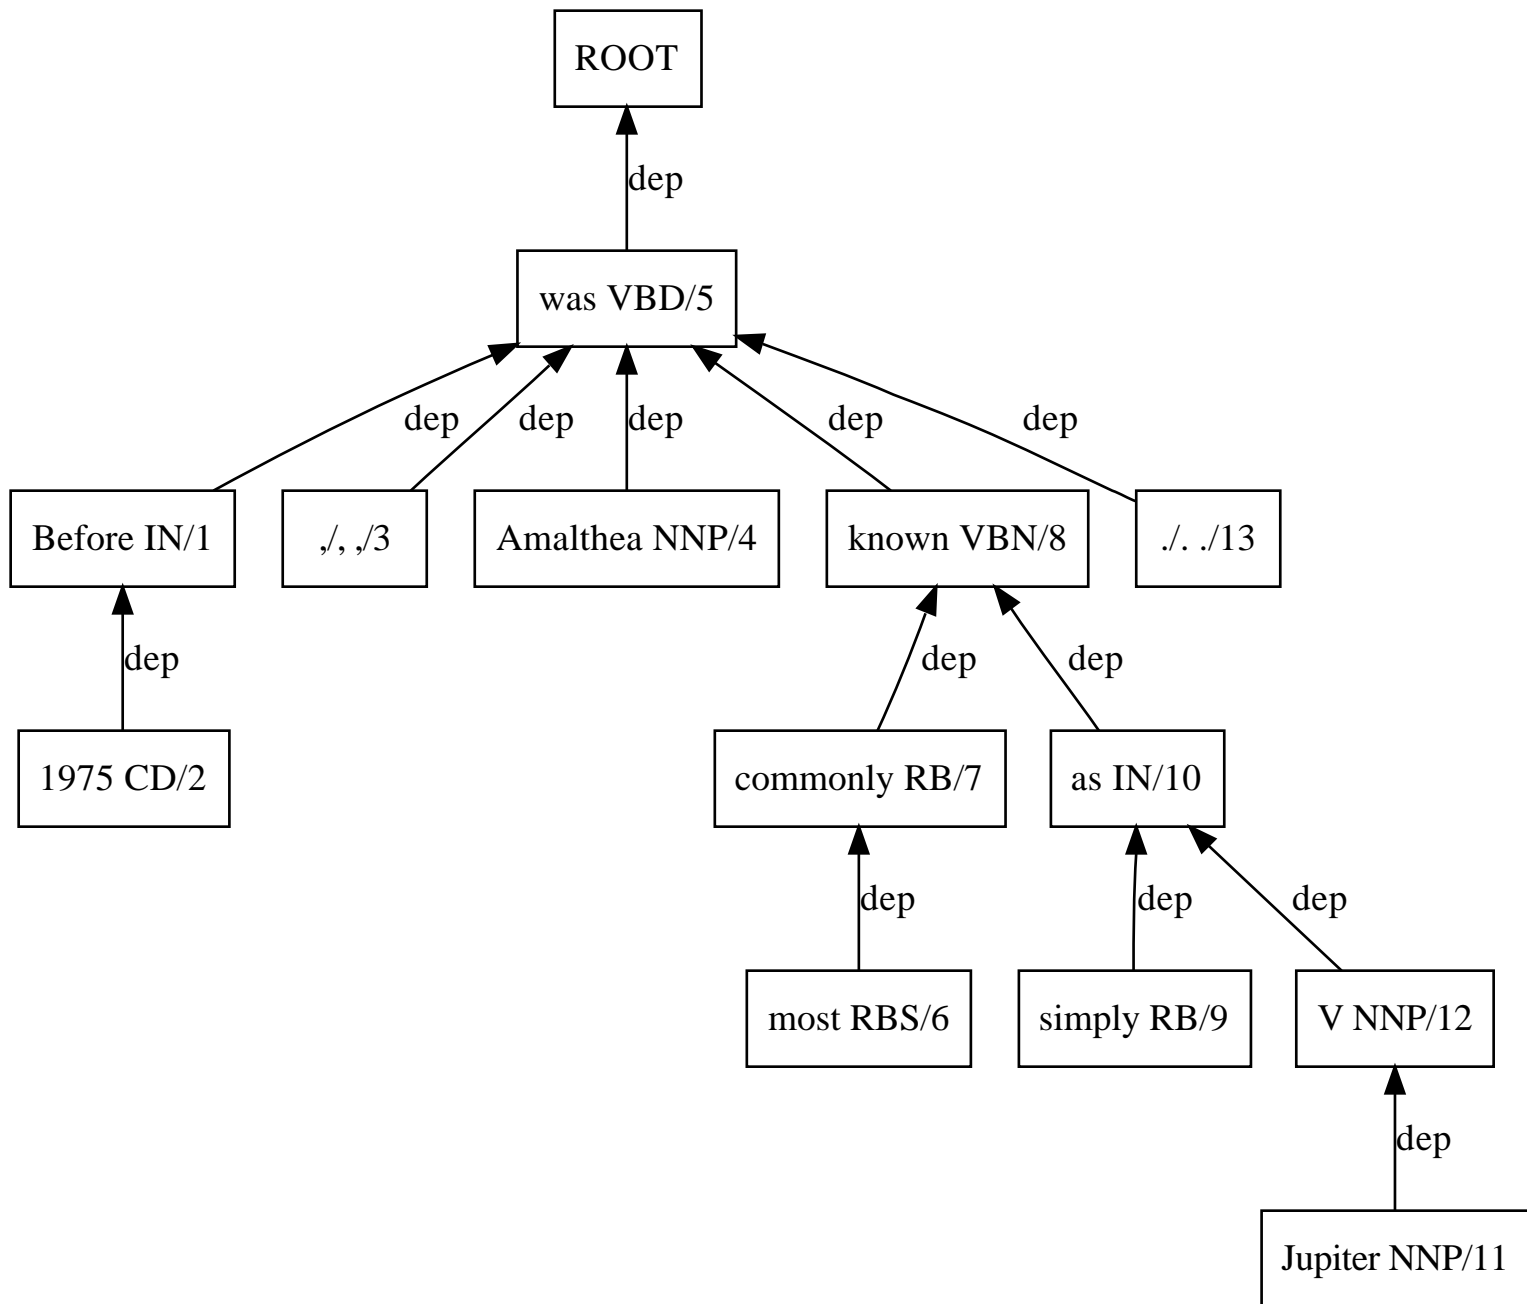 ROOT
dep
was VBD/5
dep dep dep dep dep
Before IN/1 ,/, ,/3 Amalthea NNP/4 known VBN/8 ./. ./13
dep dep dep
1975 CD/2 commonly RB/7 as IN/10
dep dep dep
most RBS/6 simply RB/9 V NNP/12
dep
Jupiter NNP/11